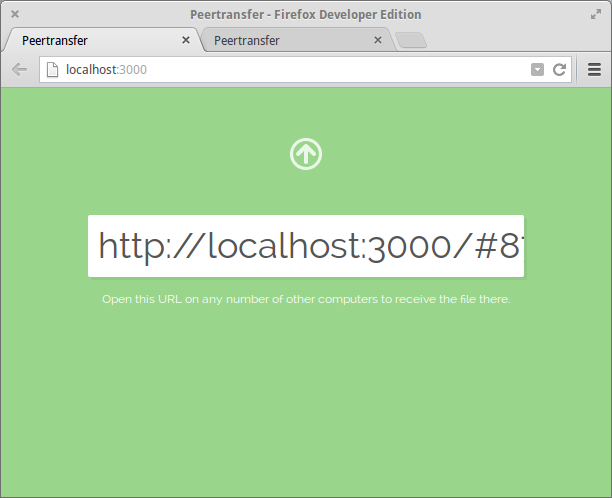 Peertransfer - Firefox Developer Edition
Peertransfer
Peertransfer
localhost:3000
http://localhost:3000/#8
Open this URL on any number of other computers to receive the file there.